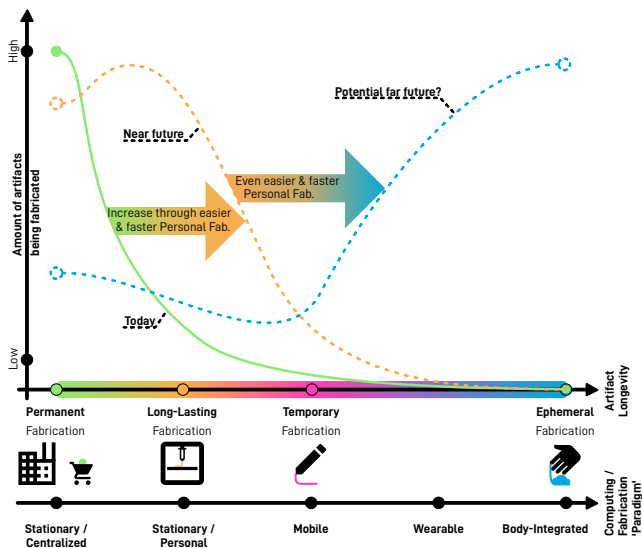 High
Amount of artifacts
being fabricated
Low
Potential far future?
Near future
Even easier & faster
Personal Fab.
Increase through easier
& faster Personal Fab.
Today
Artifact
Longevity
Permanent
Fabrication
Long-Lasting
Fabrication
Temporary
Fabrication
Ephemeral
Fabrication
Computing /
Fabrication
'Paradigm'
Stationary /
Centralized
Stationary /
Personal
Mobile
Wearable
Body-Integrated